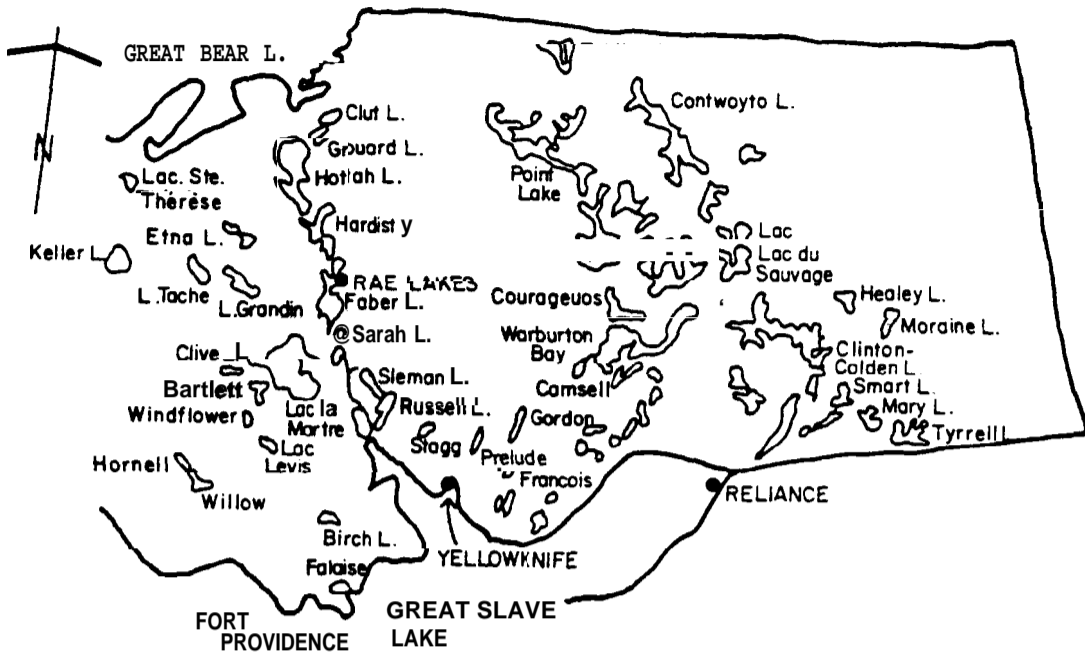 GREAT BEAR L.
N
Clut L.
Grouard L.
Hottah L.
Contwoyto L.
Point
Lake
Lac. Ste.
Thérèse
Hardisty
Etna L.
Keller L.
L. Tache
L. Grandin
RAE LAKES
Faber L.
Lac
Lac du
Sauvage
Courageuos
Healey L.
Moraine L.
Sarah L.
Warburton
Bay
Clinton-
Colden L.
Clive L.
Bartlett
Windflower
Lac la
Martre
Sleman L.
Russell L.
Camsell
Smart L.
Mary L.
Tyrrell L
Gordon
Stagg
Prelude
Francois
Lac
Levis
Hornell
Willow
RELIANCE
Birch L.
YELLOWKNIFE
Falaise
FORT
PROVIDENCE
GREAT SLAVE
LAKE